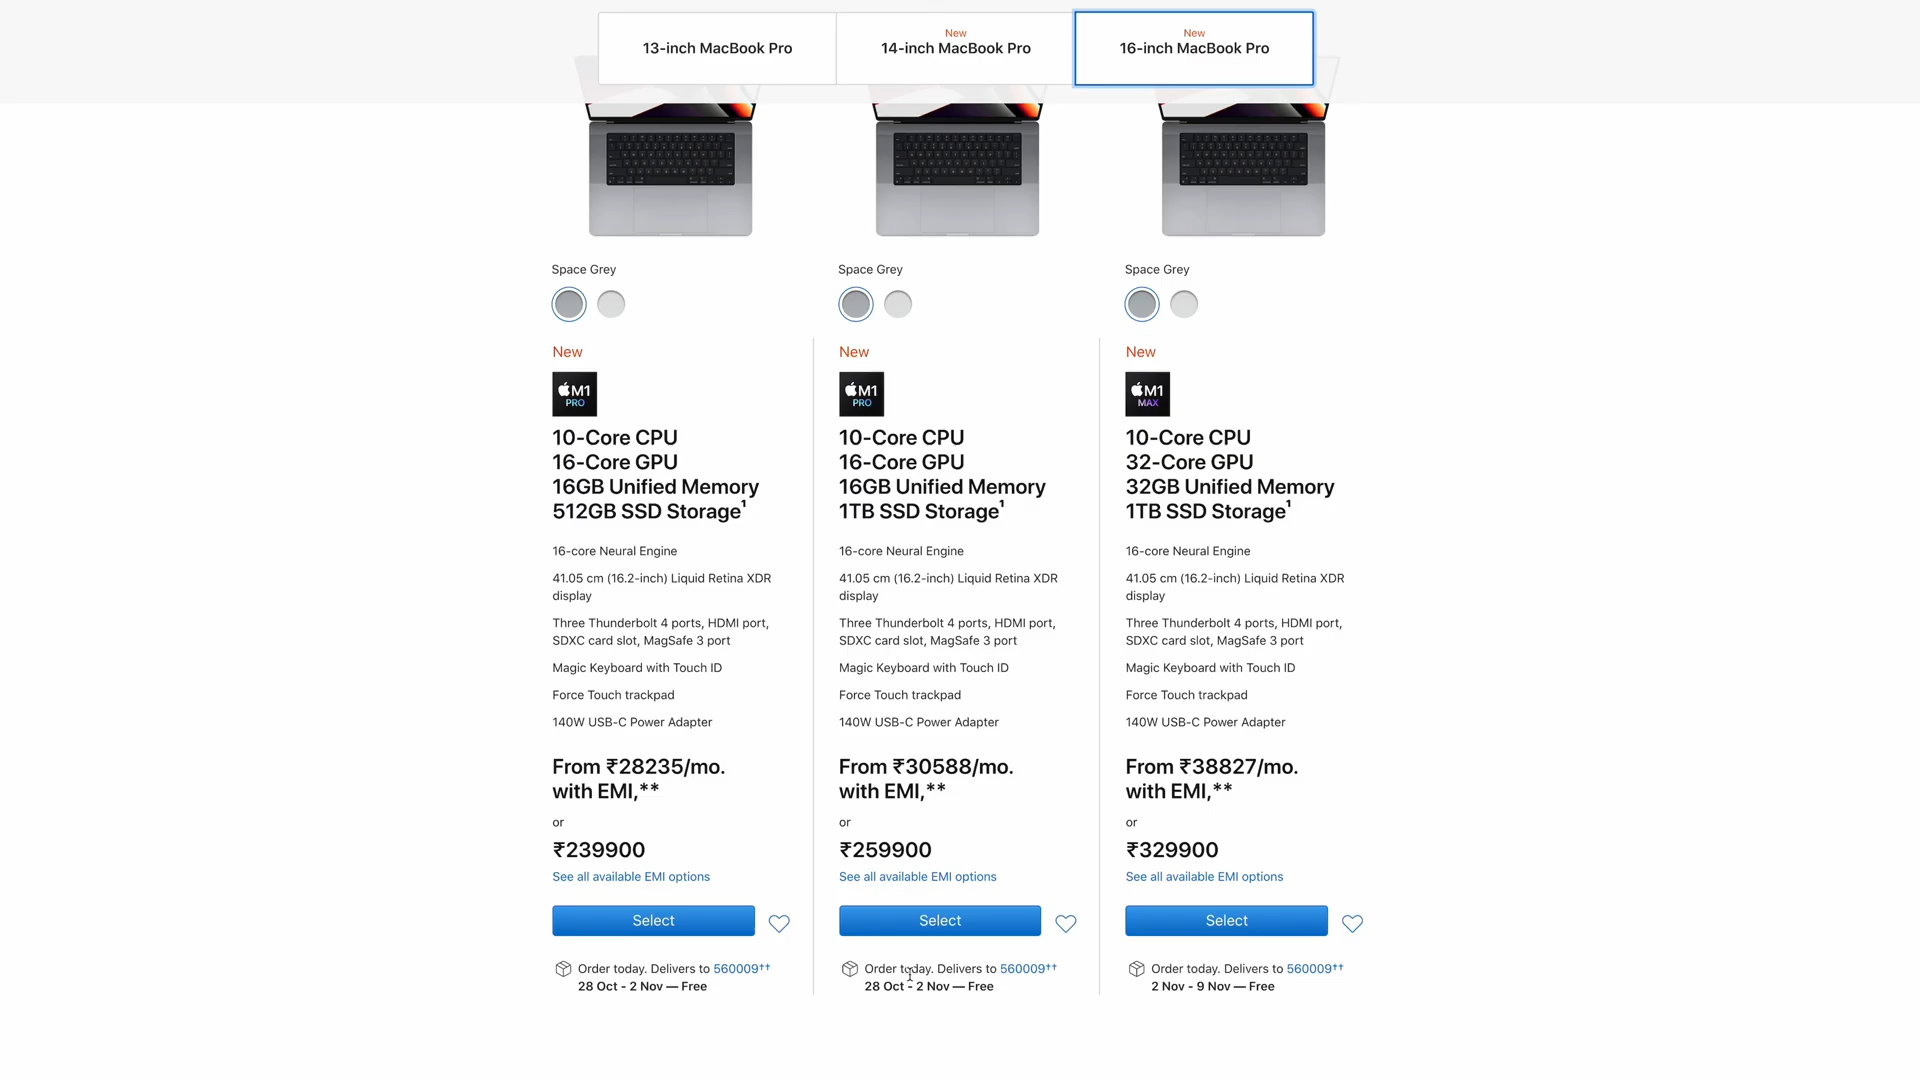 13-inch MacBook Pro
New
14-inch MacBook Pro
New
16-inch MacBook Pro
Space Grey
New
M1
PRO
10-Core CPU
16-Core GPU
16GB Unified Memory
512GB SSD Storage¹
16-core Neural Engine
41.05 cm (16.2-inch) Liquid Retina XDR
display
Three Thunderbolt 4 ports, HDMI port,
SDXC card slot, MagSafe 3 port
Magic Keyboard with Touch ID
Force Touch trackpad
140W USB-C Power Adapter
From ₹28235/mo.
with EMI,**
or
₹239900
See all available EMI options
Select
Order today. Delivers to 560009††
28 Oct - 2 Nov — Free
Space Grey
New
M1
PRO
10-Core CPU
16-Core GPU
16GB Unified Memory
1TB SSD Storage¹
16-core Neural Engine
41.05 cm (16.2-inch) Liquid Retina XDR
display
Three Thunderbolt 4 ports, HDMI port,
SDXC card slot, MagSafe 3 port
Magic Keyboard with Touch ID
Force Touch trackpad
140W USB-C Power Adapter
From ₹30588/mo.
with EMI,**
or
₹259900
See all available EMI options
Select
Order today. Delivers to 560009††
28 Oct - 2 Nov — Free
Space Grey
New
M1
MAX
10-Core CPU
32-Core GPU
32GB Unified Memory
1TB SSD Storage¹
16-core Neural Engine
41.05 cm (16.2-inch) Liquid Retina XDR
display
Three Thunderbolt 4 ports, HDMI port,
SDXC card slot, MagSafe 3 port
Magic Keyboard with Touch ID
Force Touch trackpad
140W USB-C Power Adapter
From ₹38827/mo.
with EMI,**
or
₹329900
See all available EMI options
Select
Order today. Delivers to 560009††
2 Nov - 9 Nov — Free